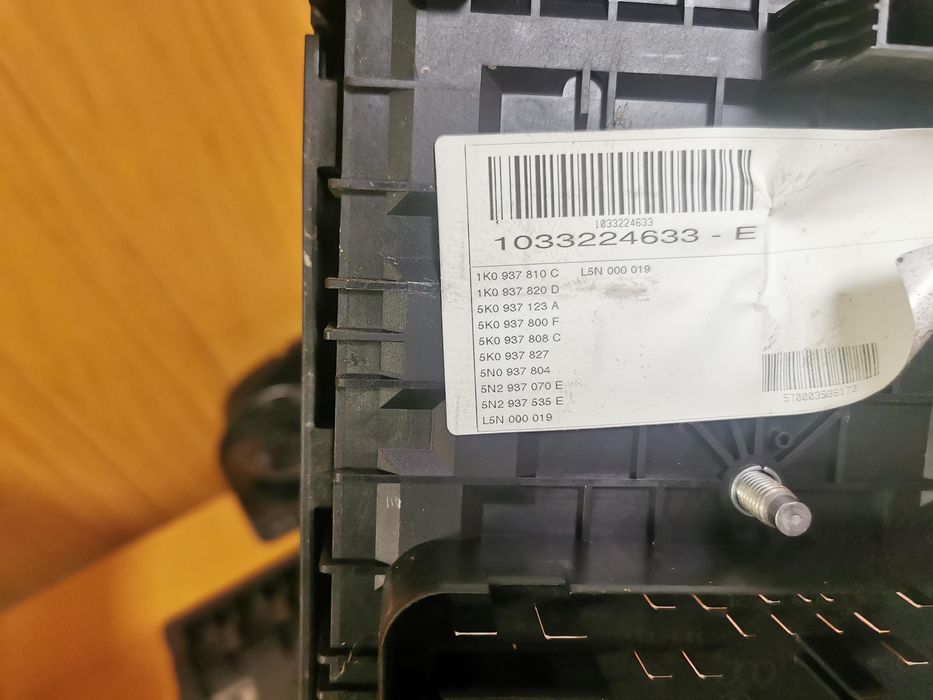 1033224633
1033224633 - E
1K0 937 810 C L5N 000 019
1K0 937 820 D
5K0 937 123 A
5K0 937 800 F
5K0 937 808 C
5K0 937 827
5N0 937 804
5N2 937 070 E
5N2 937 535 E
L5N 000 019
570003586172